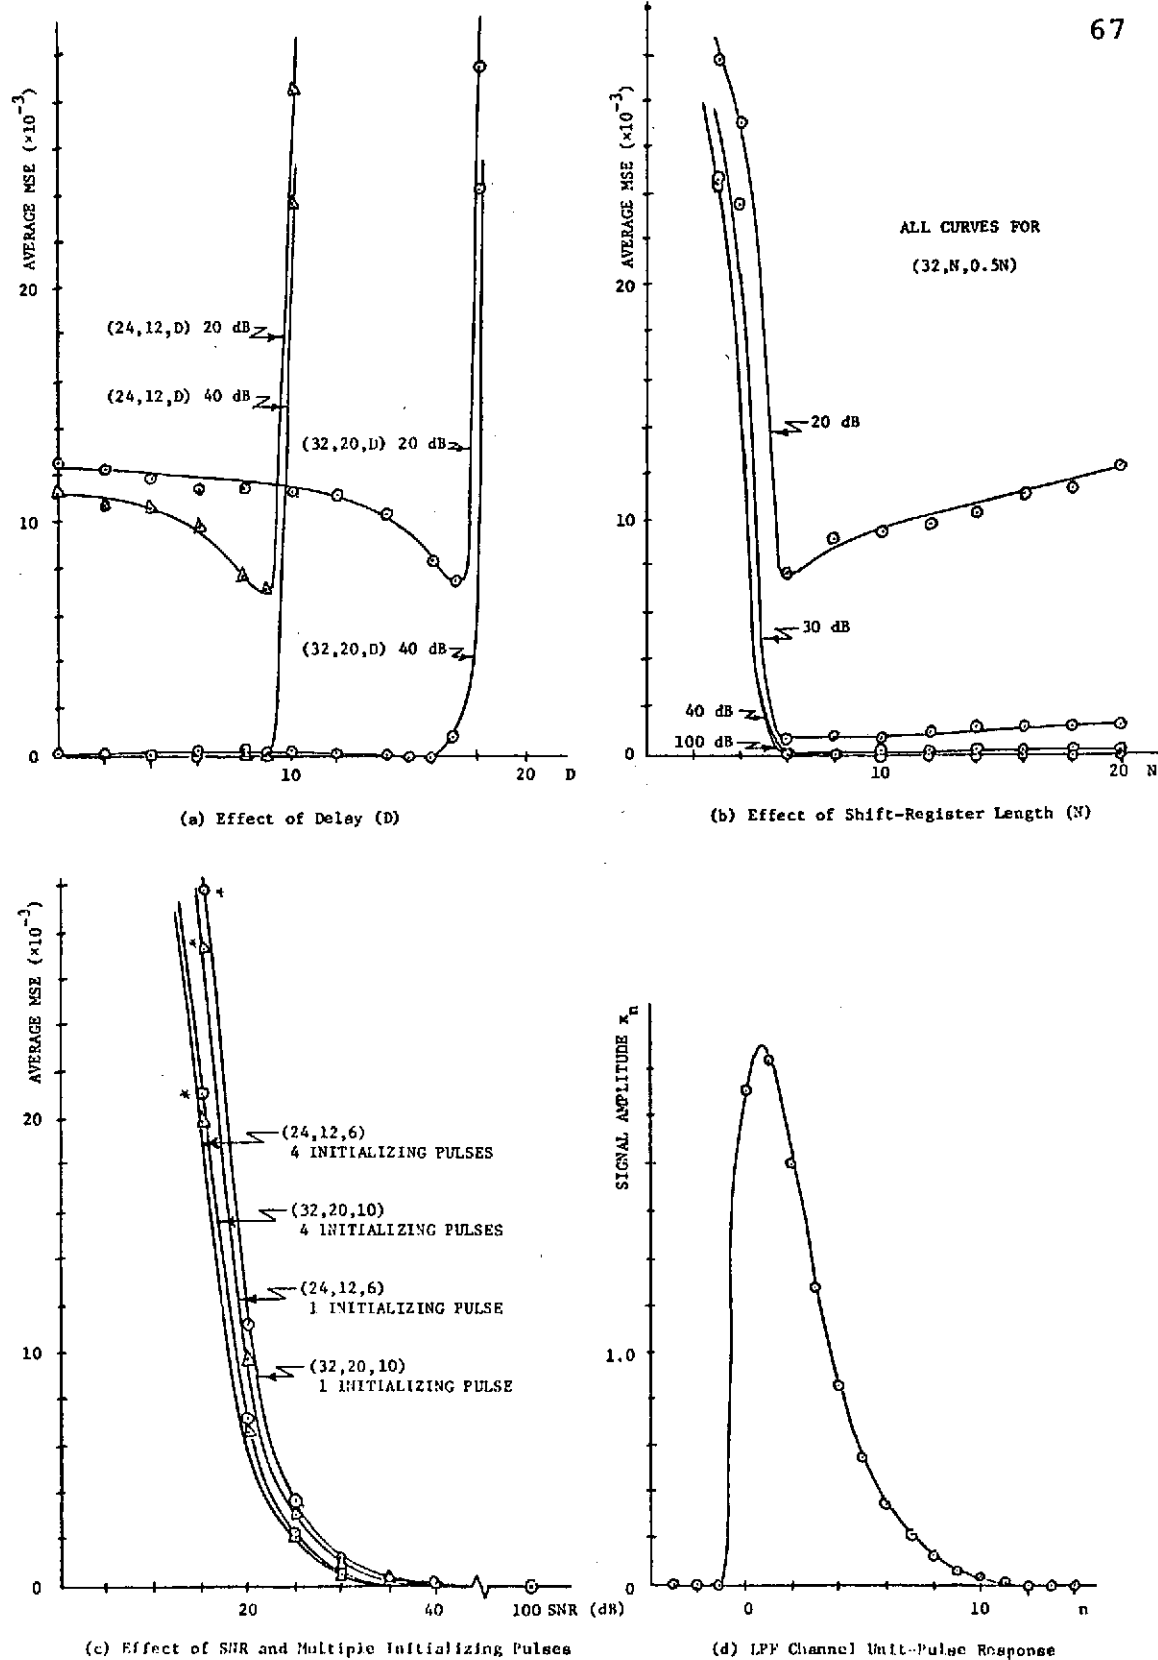 67
AVERAGE MSE (×10⁻³)
20
10
0
(24,12,D) 20 dB
(24,12,D) 40 dB
(32,20,D) 20 dB
(32,20,D) 40 dB
10
20
D
(a) Effect of Delay (D)
AVERAGE MSE (×10⁻³)
20
10
0
ALL CURVES FOR
(32,N,0.5N)
20 dB
30 dB
40 dB
100 dB
10
20
N
(b) Effect of Shift-Register Length (N)
AVERAGE MSE (×10⁻³)
20
10
0
*
*
*
(24,12,6)
4 INITIALIZING PULSES
(32,20,10)
4 INITIALIZING PULSES
(24,12,6)
1 INITIALIZING PULSE
(32,20,10)
1 INITIALIZING PULSE
20
40
100 SNR (dB)
(c) Effect of SNR and Multiple Initializing Pulses
SIGNAL AMPLITUDE xₙ
1.0
0
0
10
n
(d) LPF Channel Unit-Pulse Response